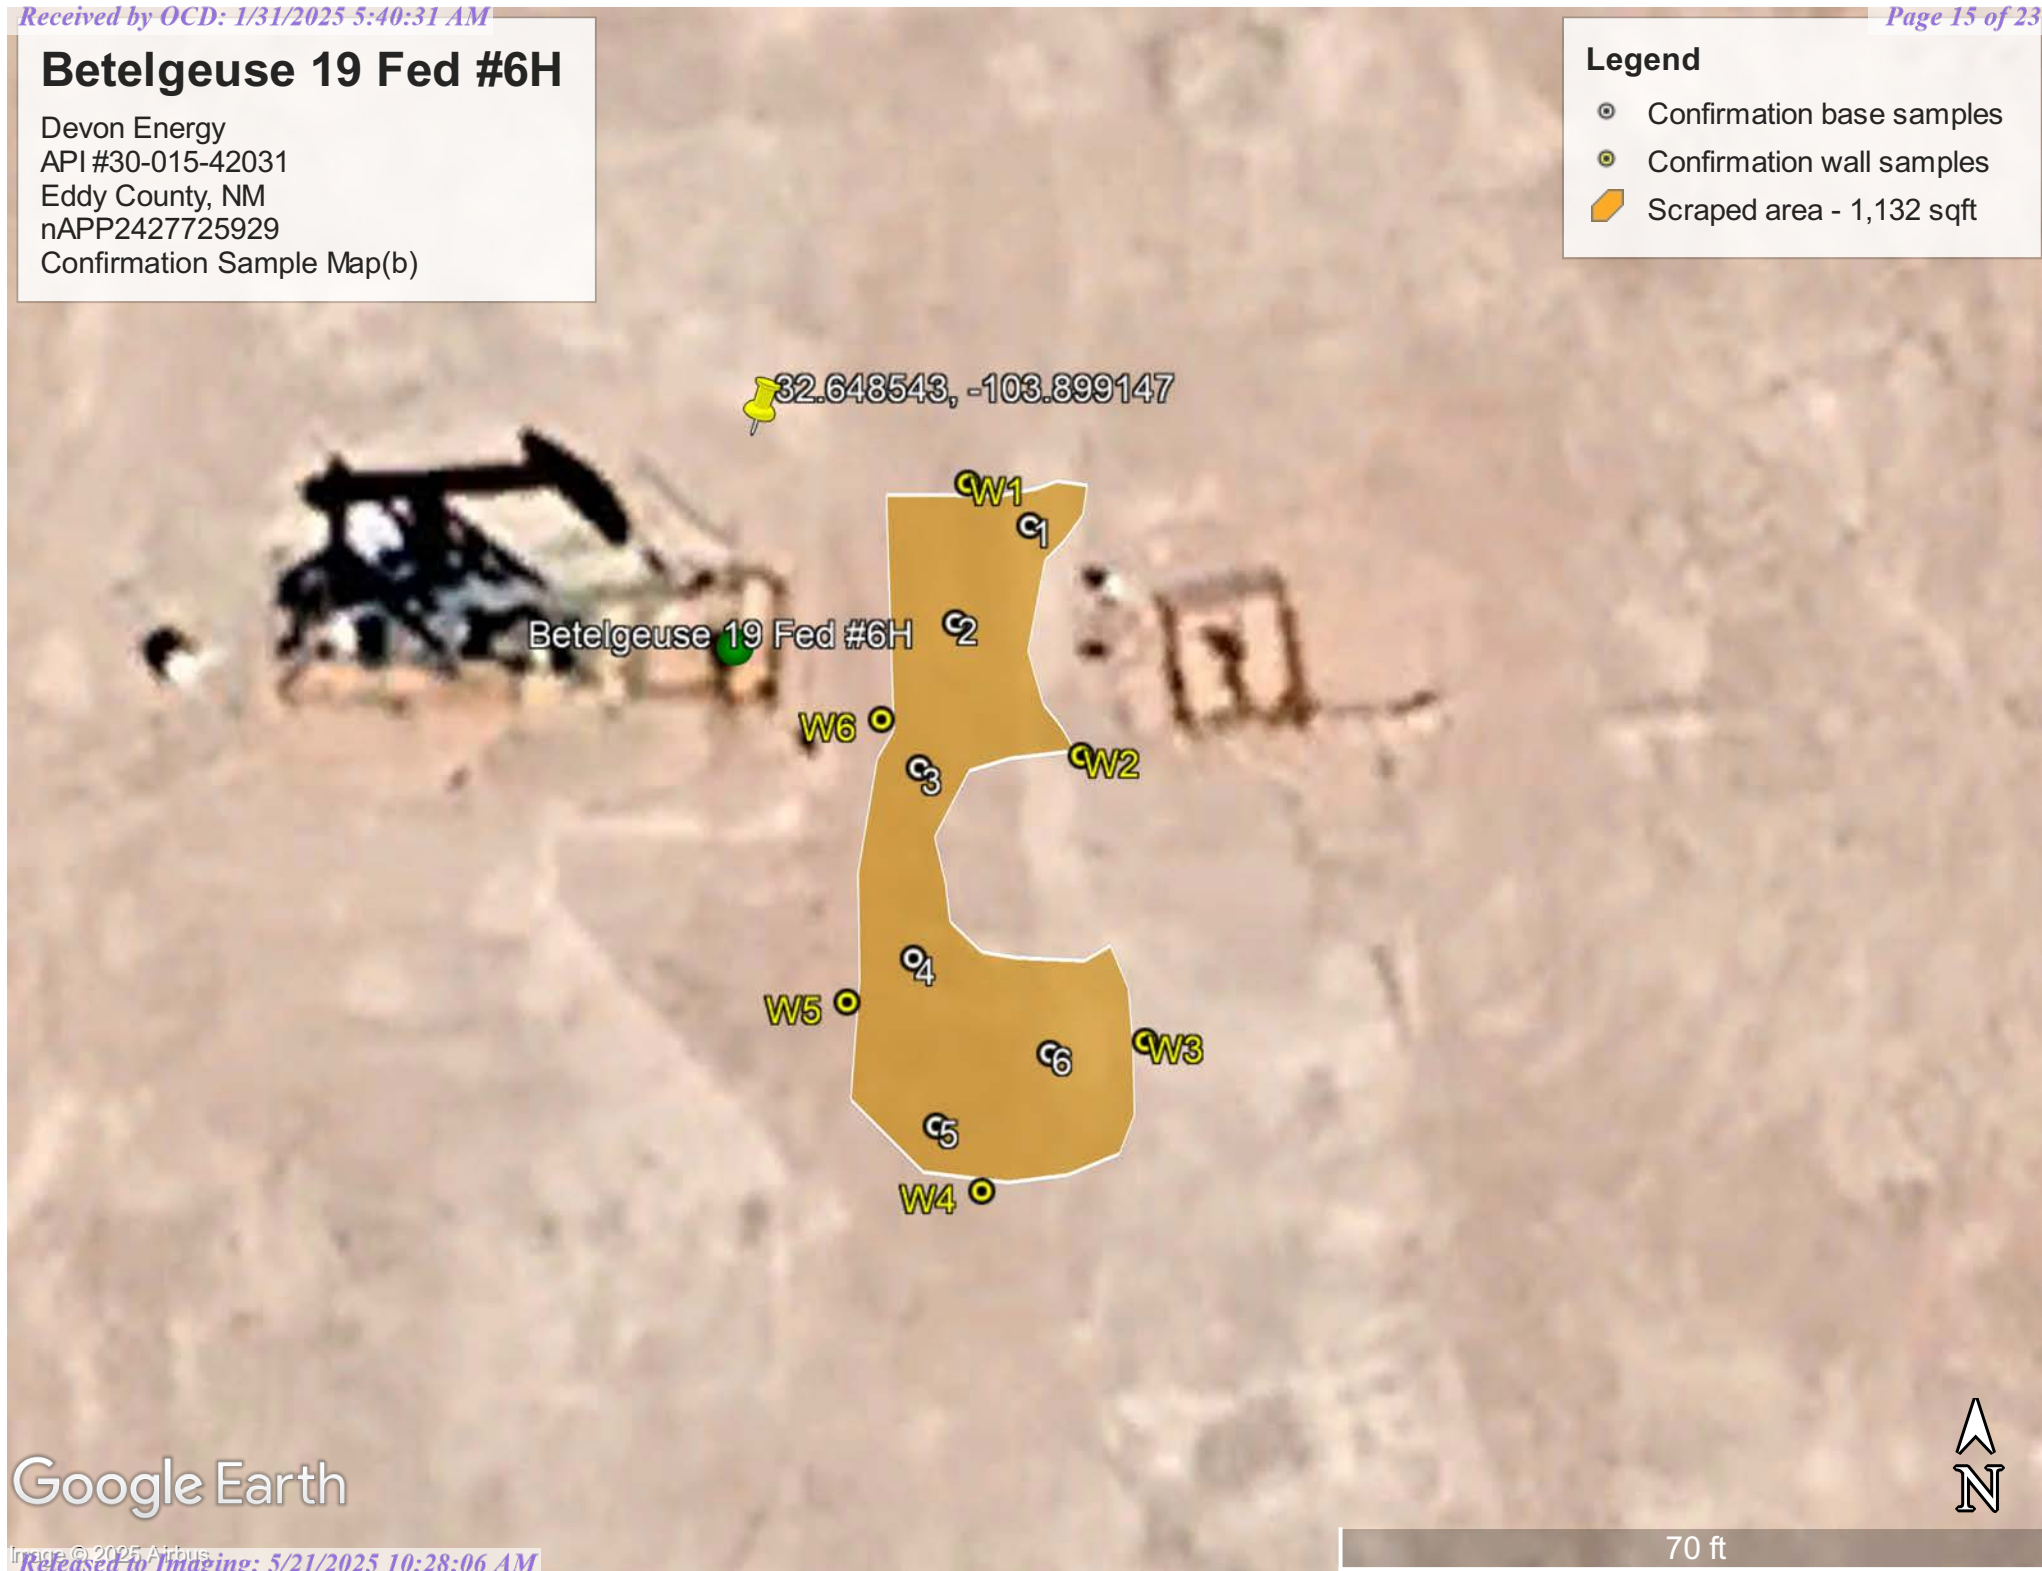 Received by OCD: 1/31/2025 5:40:31 AM
Page 15 of 23
Betelgeuse 19 Fed #6H
Devon Energy
API #30-015-42031
Eddy County, NM
nAPP2427725929
Confirmation Sample Map(b)
Legend
Confirmation base samples
Confirmation wall samples
Scraped area - 1,132 sqft
32.648543, -103.899147
W1
1
2
Betelgeuse 19 Fed #6H
W6
W2
3
4
W5
W3
6
5
W4
Google Earth
N
70 ft
Image © 2025 Airbus
Released to Imaging: 5/21/2025 10:28:06 AM